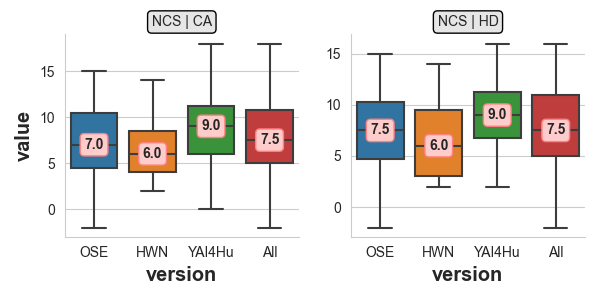 NCS | CA
value
15
10
5
0
7.0
6.0
9.0
7.5
OSE HWN YAI4Hu All
version
NCS | HD
15
10
5
0
7.5
6.0
9.0
7.5
OSE HWN YAI4Hu All
version